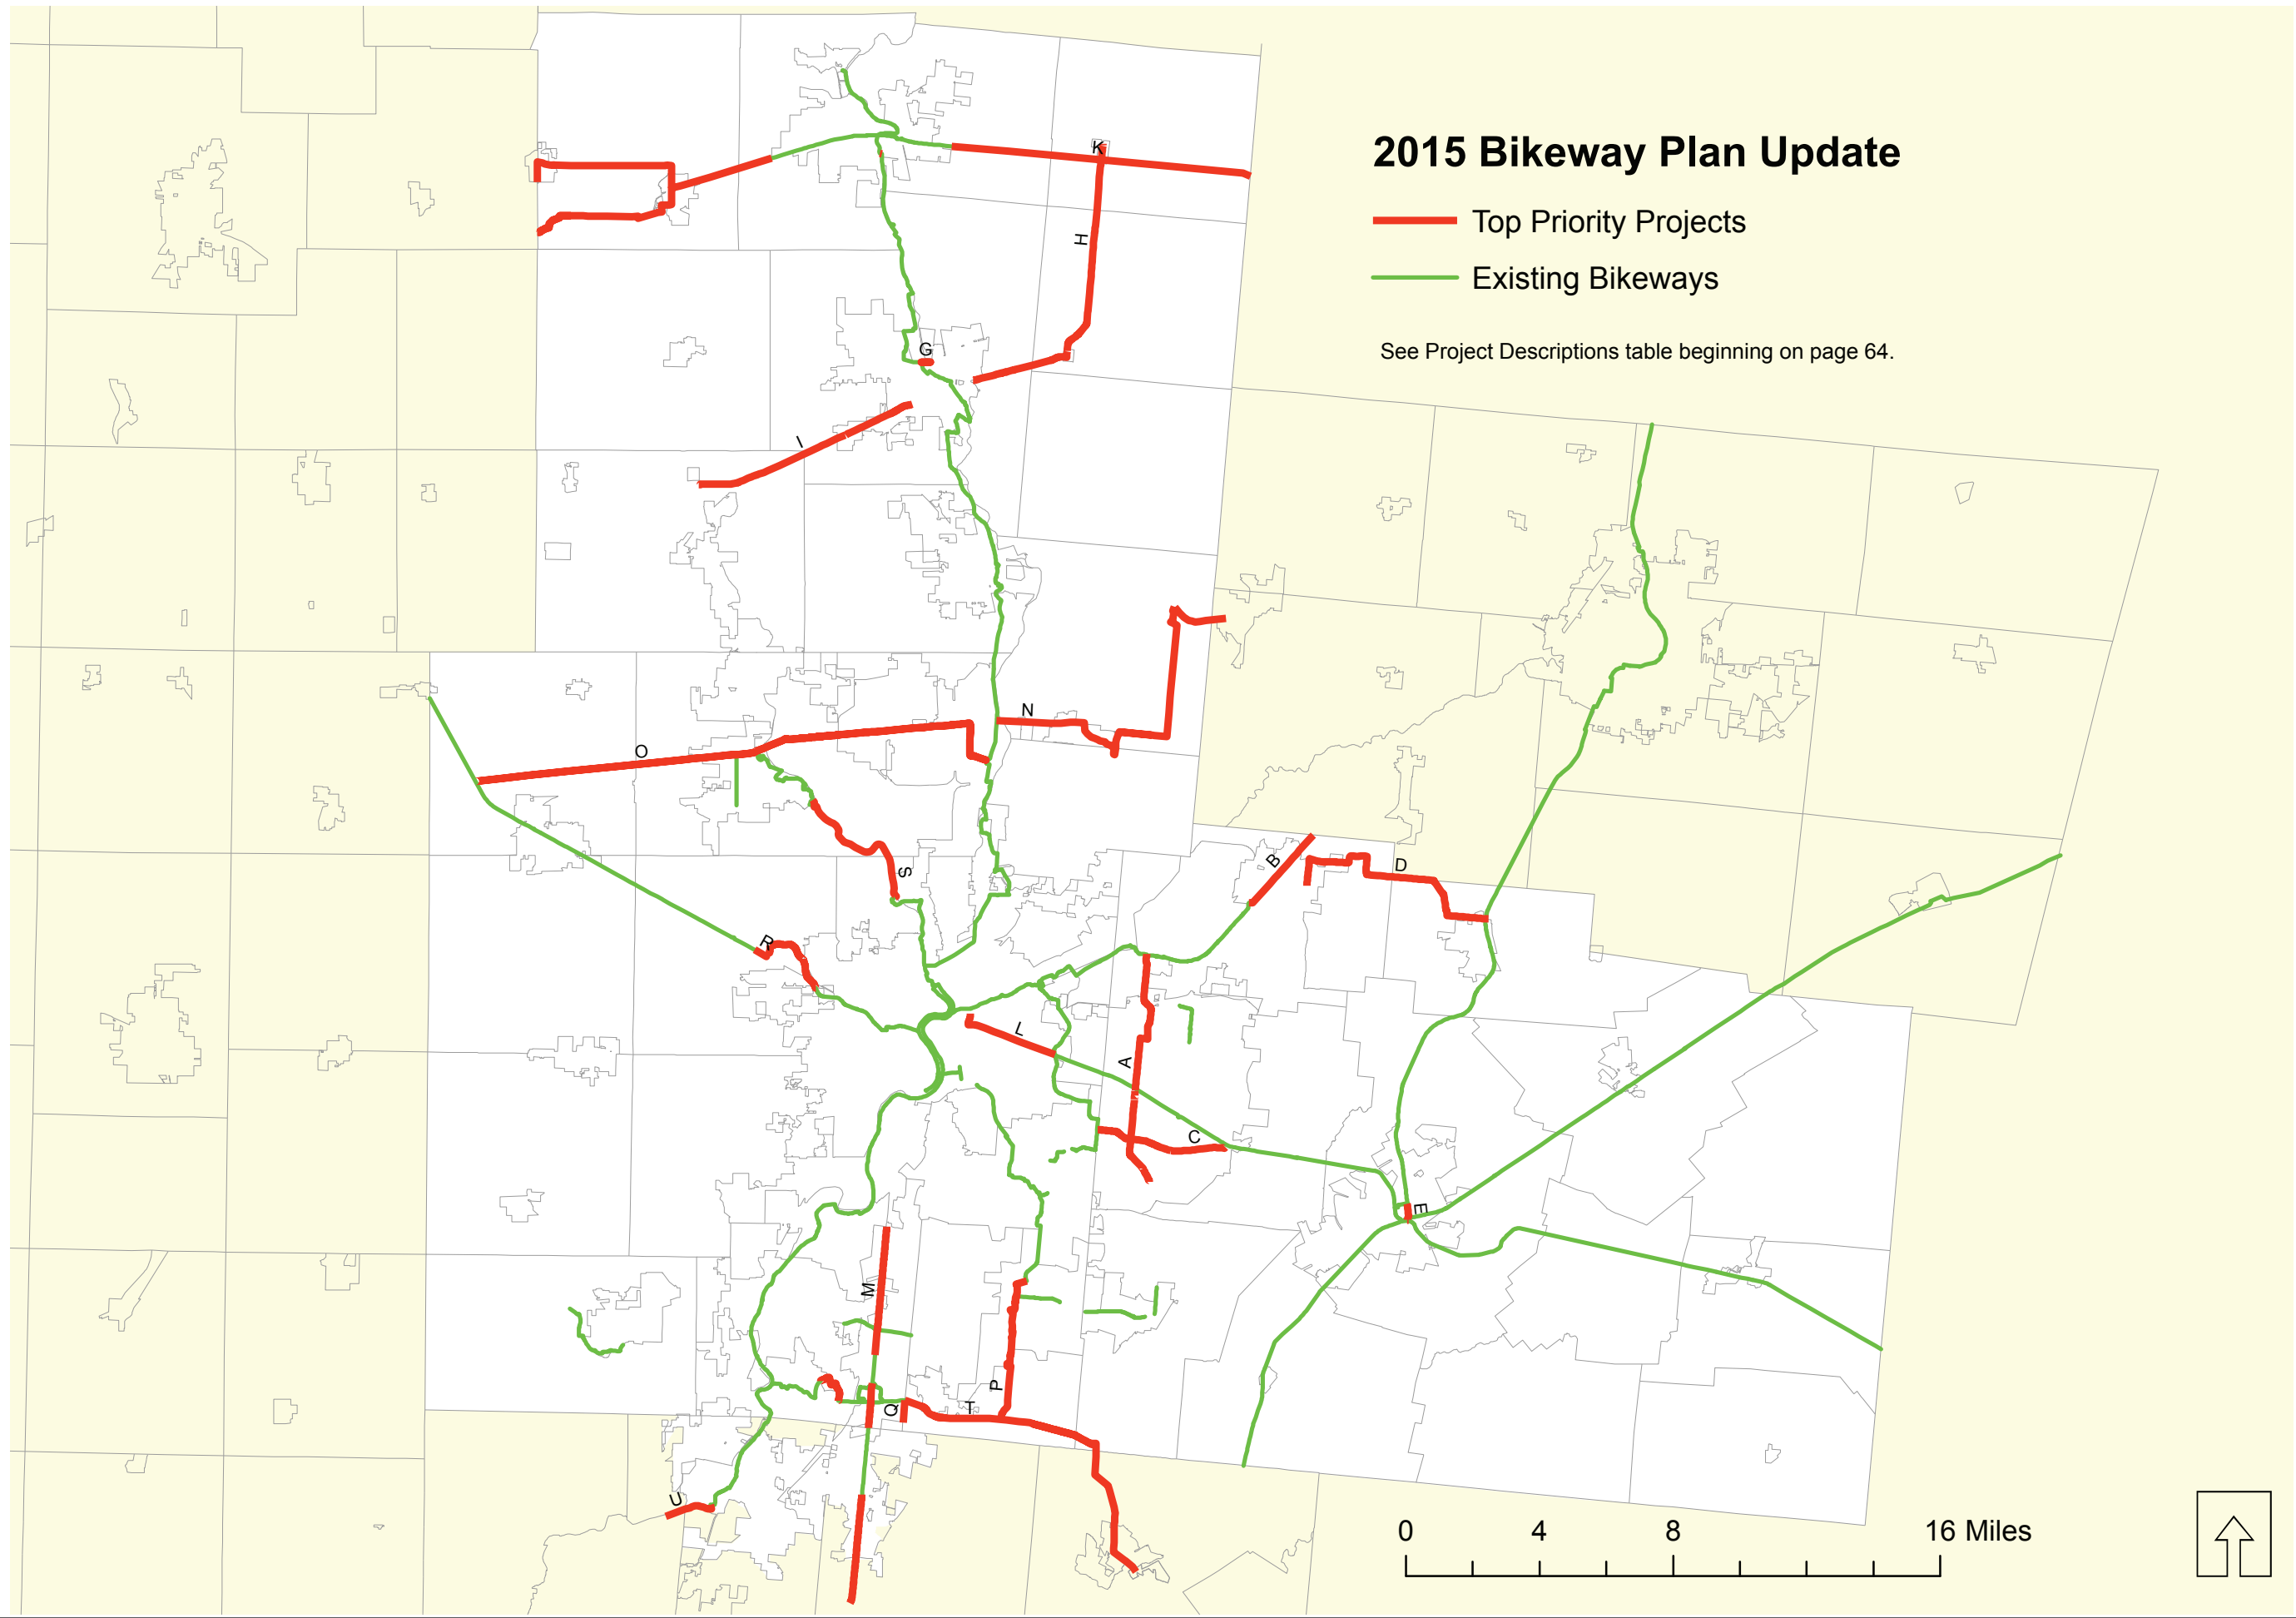 2015 Bikeway Plan Update
Top Priority Projects
Existing Bikeways
See Project Descriptions table beginning on page 64.
K
H
G
I
N
O
B
D
S
R
L
A
C
E
M
P
Q
T
U
0 4 8 16 Miles